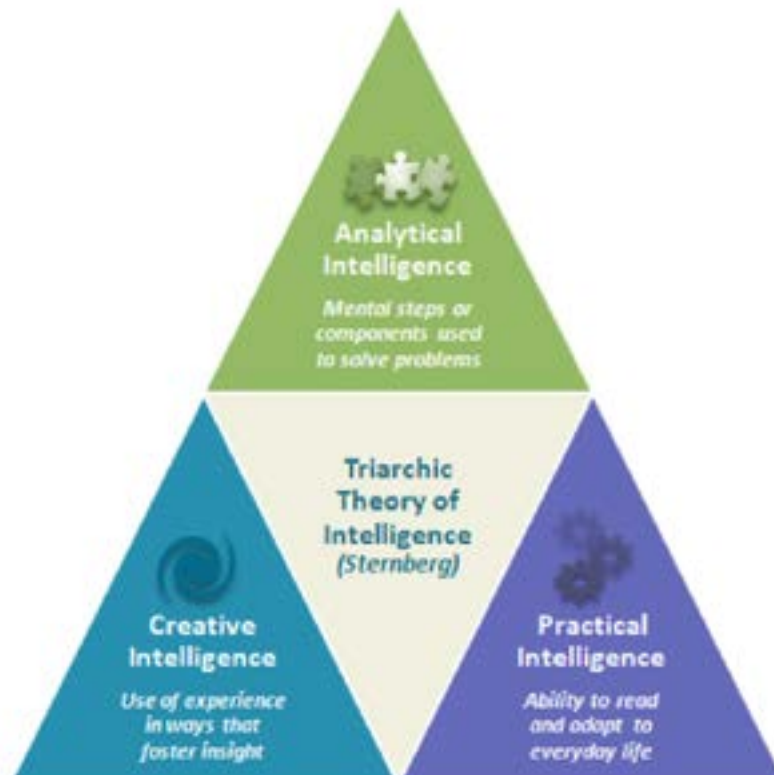 Analytical
Intelligence
Mental steps or
components used
to solve problems
Triarchic
Theory of
Intelligence
(Sternberg)
Creative
Intelligence
Use of experience
in ways that
foster insight
Practical
Intelligence
Ability to read
and adapt to
everyday life